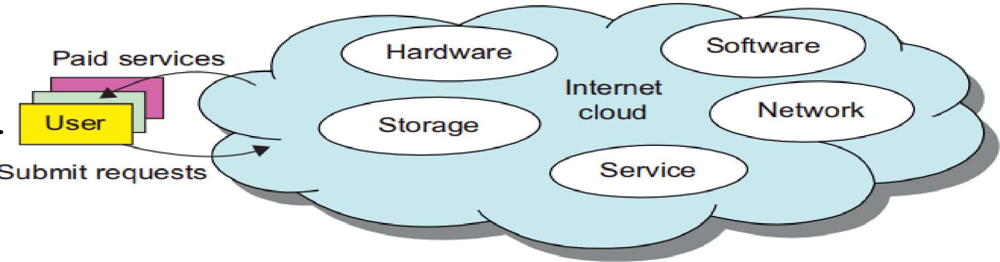 Paid services
User
Submit requests
Hardware
Software
Internet
cloud
Storage
Network
Service